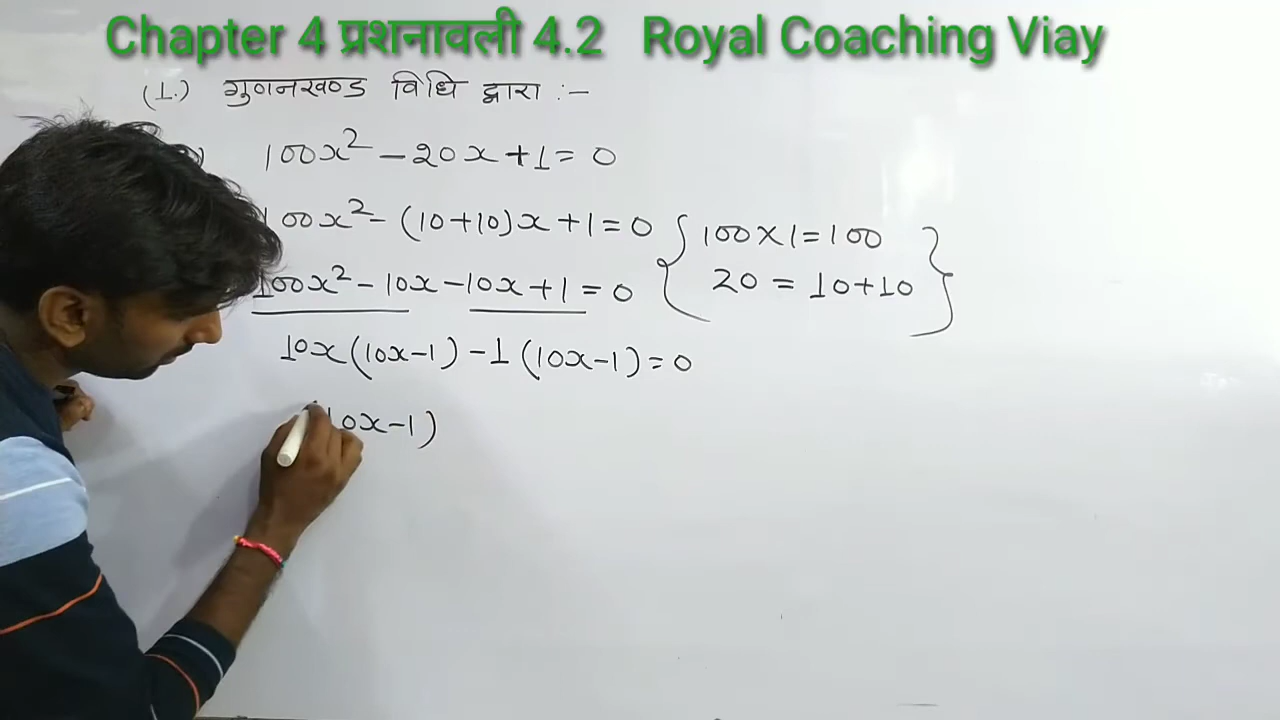 Chapter 4 प्रशनावली 4.2 Royal Coaching Viay
(1.) गुणनखण्ड विधि द्वारा :-
100x² - 20x + 1 = 0
100x² - (10+10)x + 1 = 0 { 100 × 1 = 100 }
100x² - 10x - 10x + 1 = 0 { 20 = 10+10 }
10x(10x-1) - 1(10x-1) = 0
(10x-1)